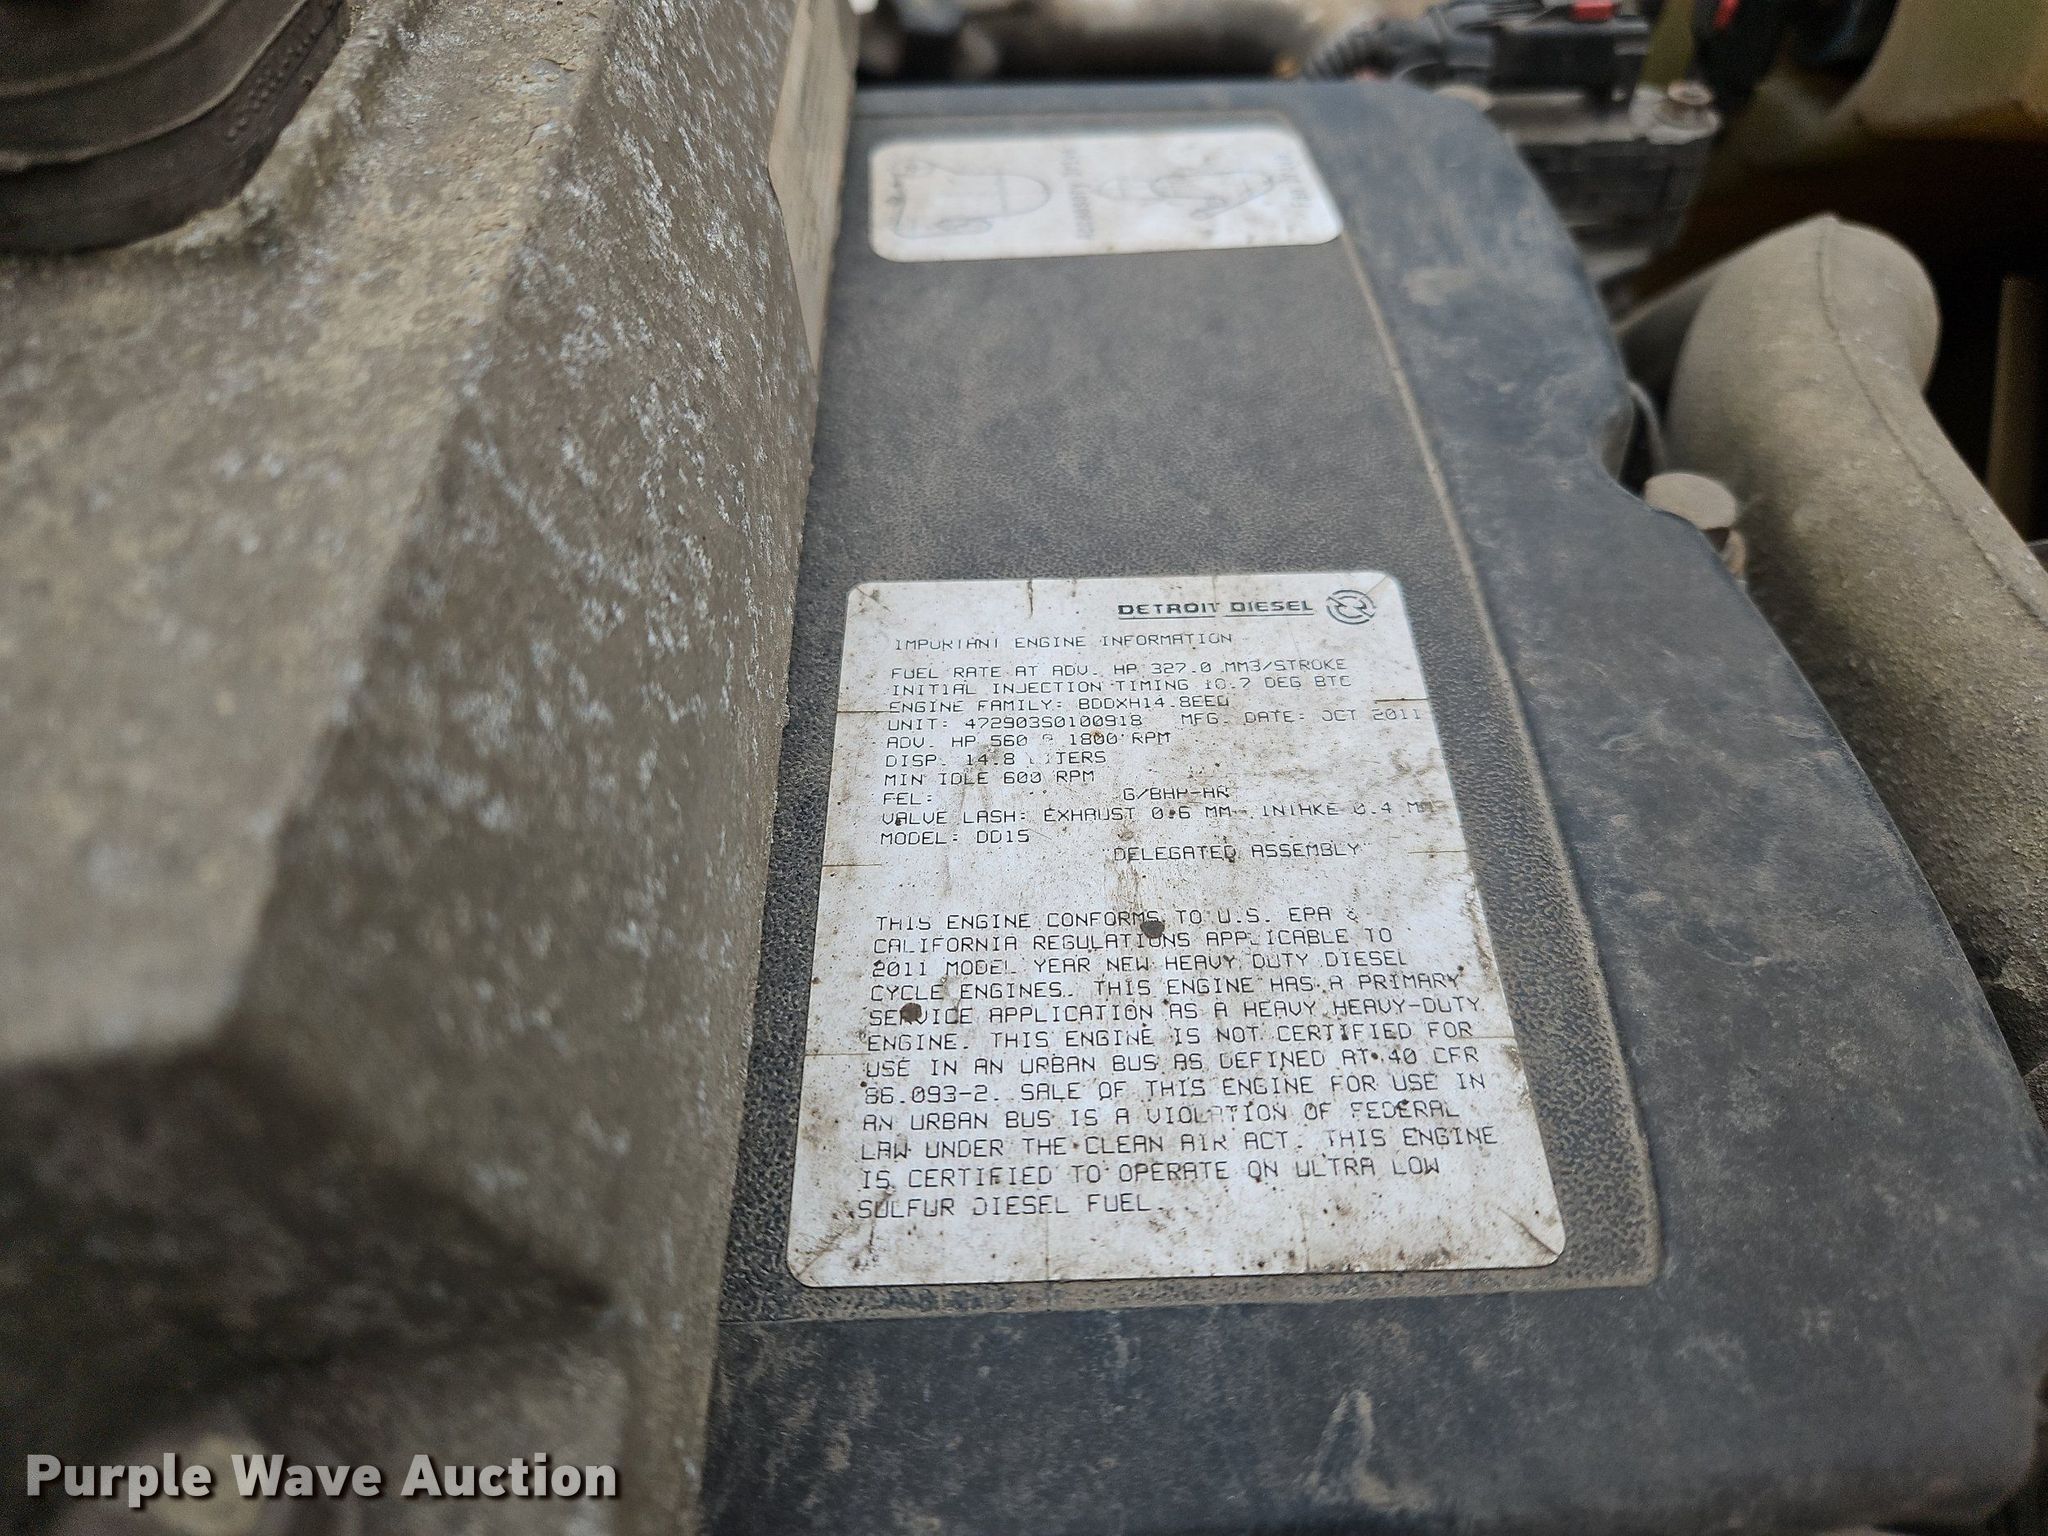 DETROIT DIESEL
IMPORTANT ENGINE INFORMATION
FUEL RATE AT ADV. HP 327.0 MM3/STROKE
INITIAL INJECTION TIMING 10.7 DEG BTC
ENGINE FAMILY: BDDXH14.8EED
UNIT: 472903S0100918 MFG. DATE: OCT 2011
ADV. HP 560 @ 1800 RPM
DISP. 14.8 LITERS
MIN IDLE 600 RPM
FEL: G/BHP-HR
VALVE LASH: EXHAUST 0.6 MM INTAKE 0.4 MM
MODEL: DD15
DELEGATED ASSEMBLY
THIS ENGINE CONFORMS TO U.S. EPA &
CALIFORNIA REGULATIONS APPLICABLE TO
2011 MODEL YEAR NEW HEAVY DUTY DIESEL
CYCLE ENGINES. THIS ENGINE HAS A PRIMARY
SERVICE APPLICATION AS A HEAVY HEAVY-DUTY
ENGINE. THIS ENGINE IS NOT CERTIFIED FOR
USE IN AN URBAN BUS AS DEFINED AT 40 CFR
86.093-2. SALE OF THIS ENGINE FOR USE IN
AN URBAN BUS IS A VIOLATION OF FEDERAL
LAW UNDER THE CLEAN AIR ACT. THIS ENGINE
IS CERTIFIED TO OPERATE ON ULTRA LOW
SULFUR DIESEL FUEL.
Purple Wave Auction